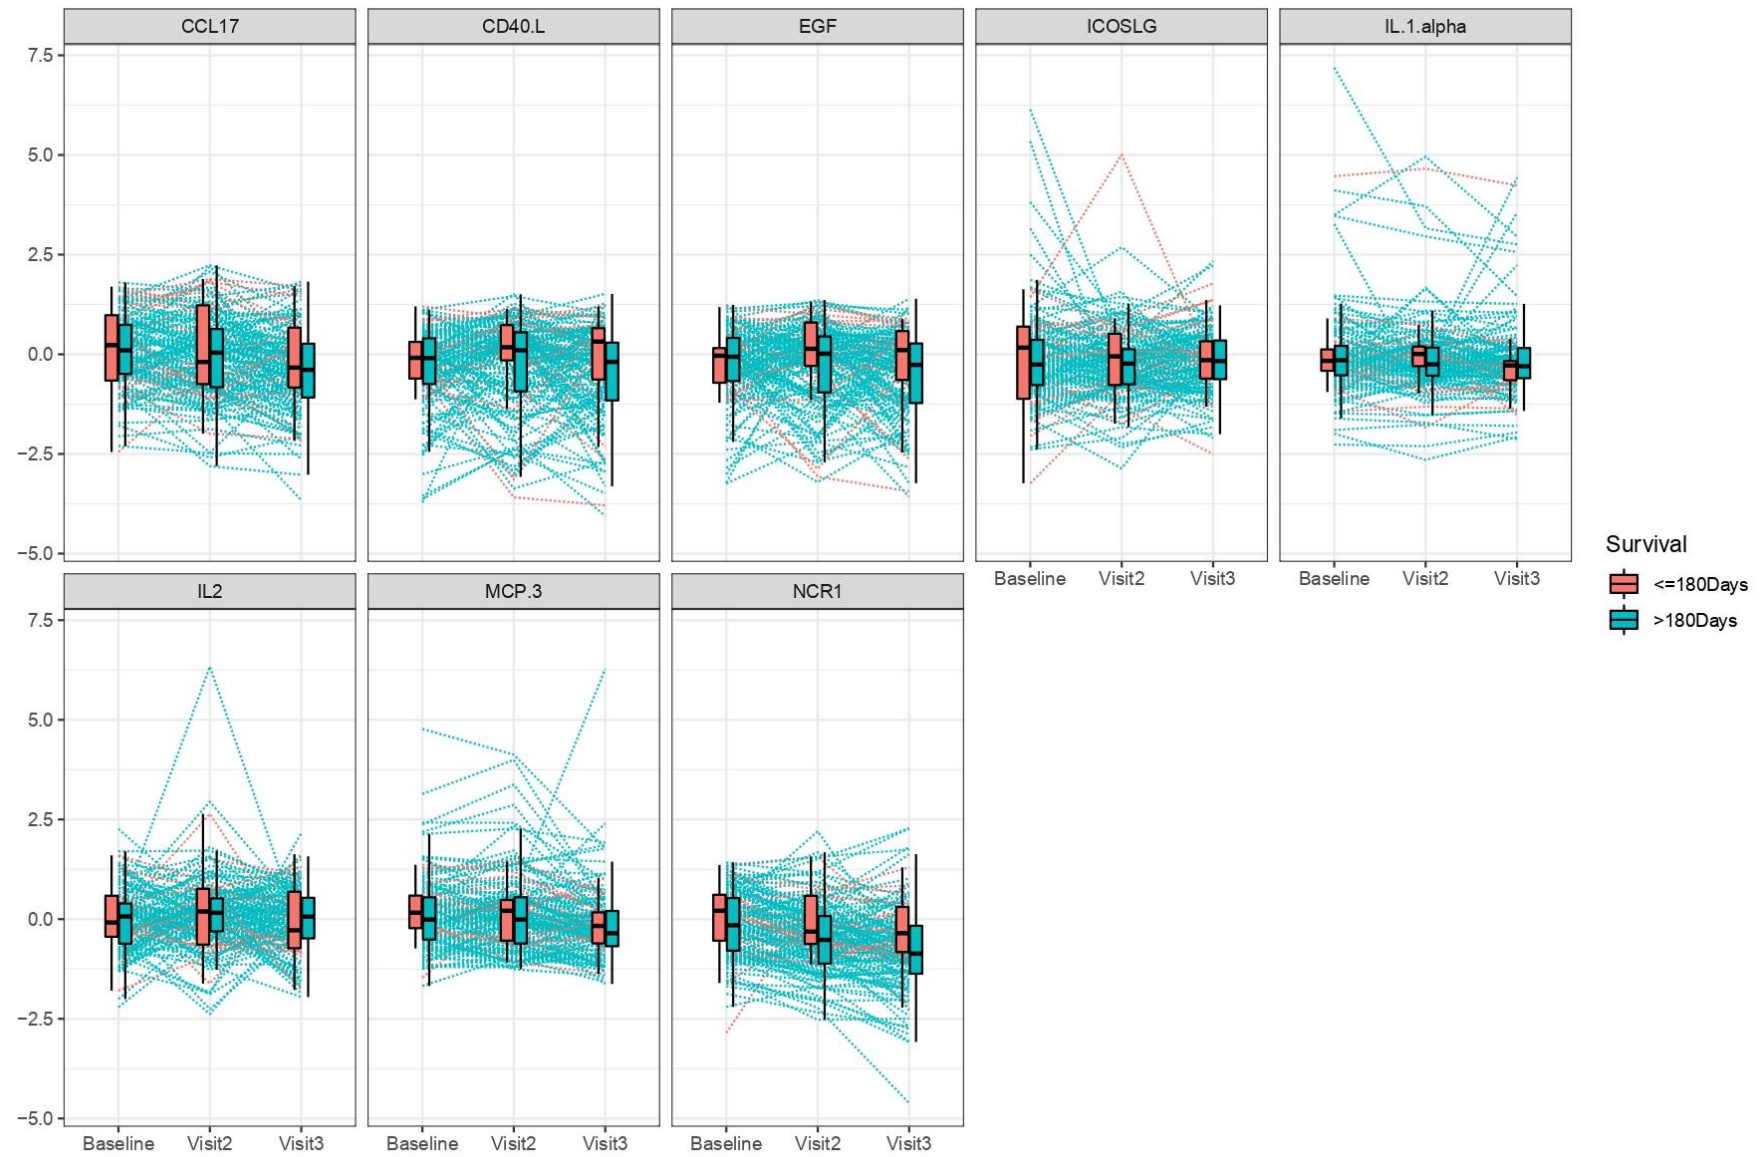 CCL17 CD40.L EGF ICOSLG IL.1.alpha
7.5
5.0
2.5
0.0
−2.5
−5.0
Baseline Visit2 Visit3 Baseline Visit2 Visit3
IL2 MCP.3 NCR1
7.5
5.0
2.5
0.0
−2.5
−5.0
Baseline Visit2 Visit3 Baseline Visit2 Visit3 Baseline Visit2 Visit3
Survival
<=180Days
>180Days